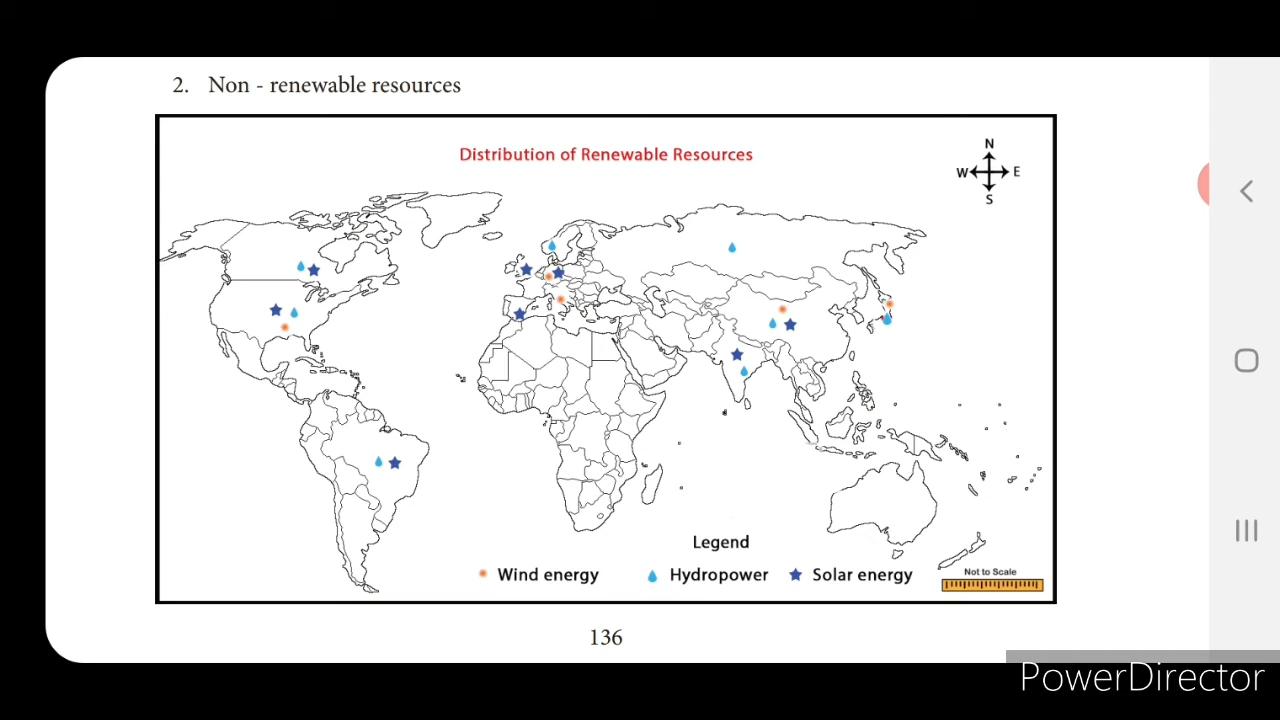 2. Non - renewable resources
Distribution of Renewable Resources
N
W E
S
Legend
Wind energy Hydropower Solar energy
Not to Scale
136
PowerDirector